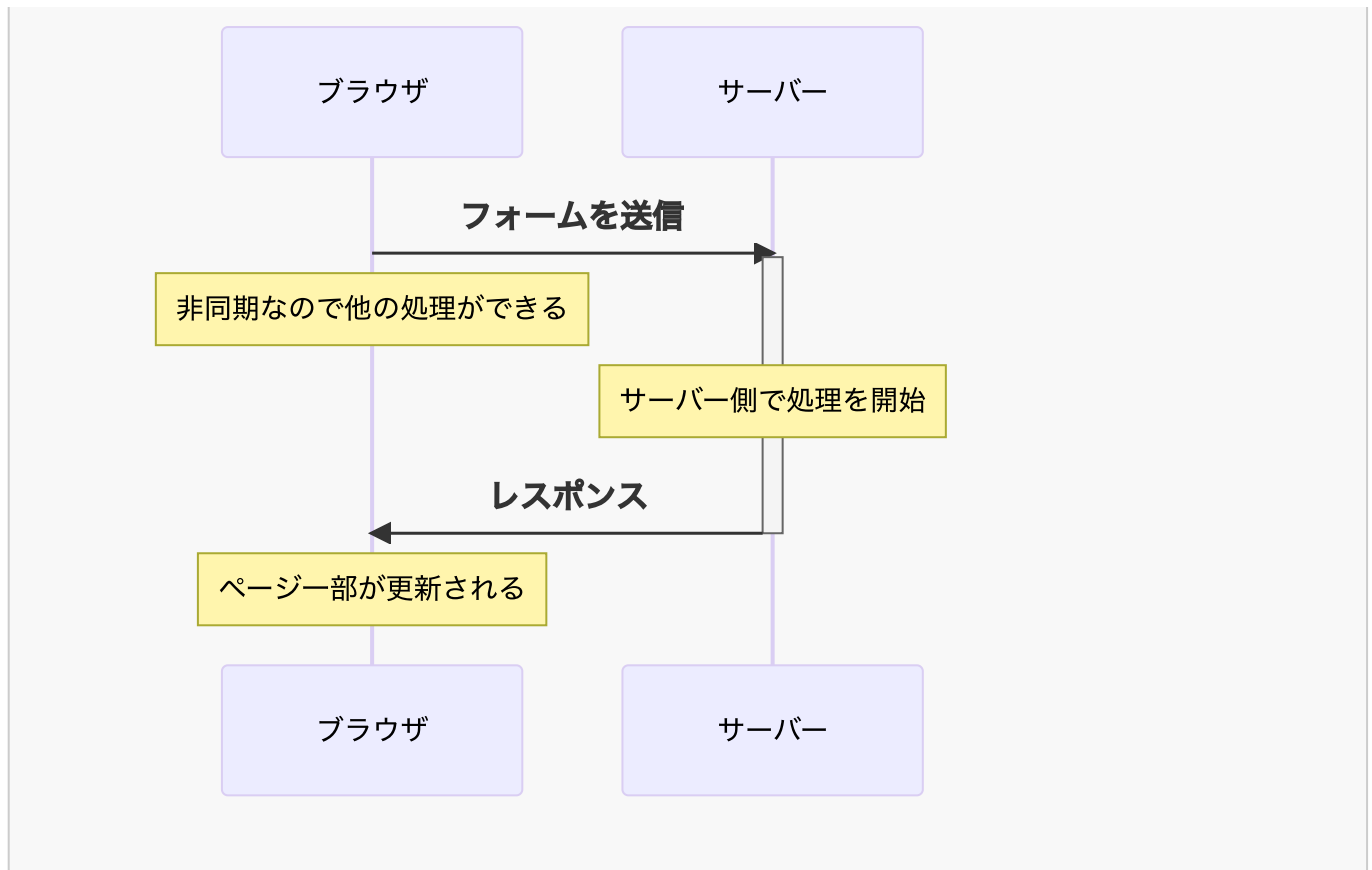 ブラウザ
サーバー
フォームを送信
非同期なので他の処理ができる
サーバー側で処理を開始
レスポンス
ページ一部が更新される
ブラウザ
サーバー